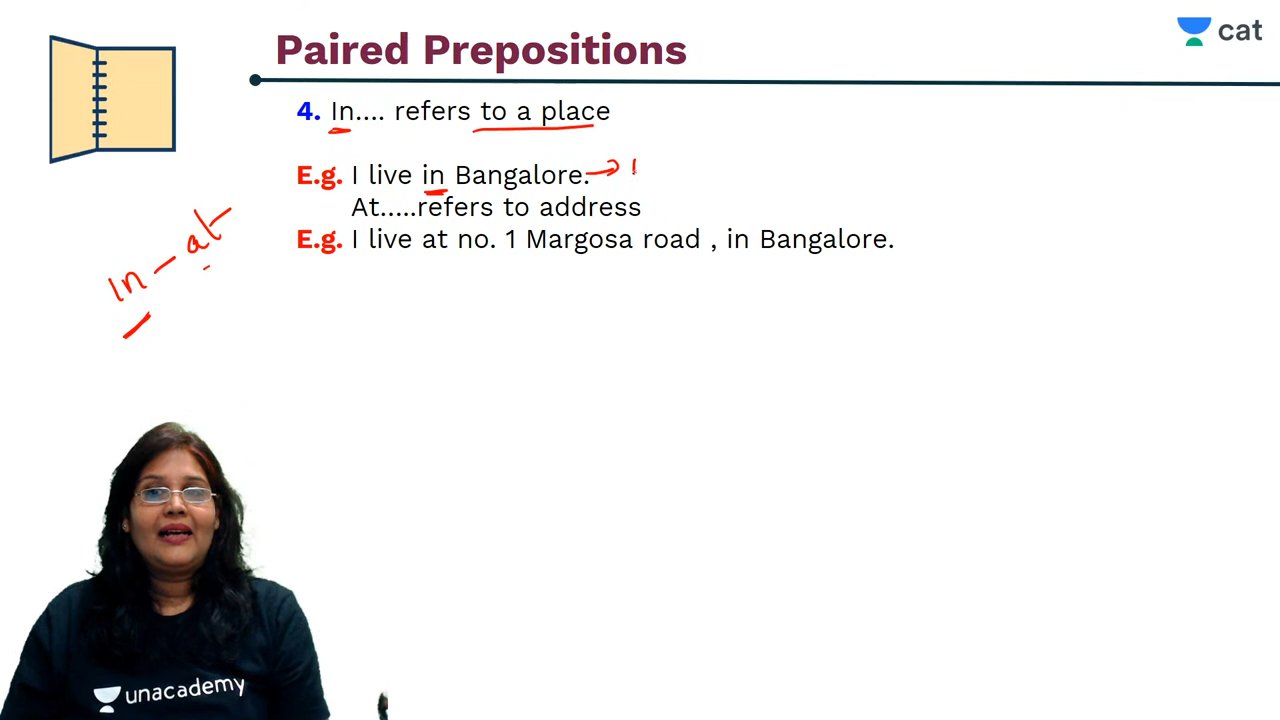 Paired Prepositions
cat
4. In.... refers to a place
E.g. I live in Bangalore.
At.....refers to address
E.g. I live at no. 1 Margosa road , in Bangalore.
In - at
unacademy